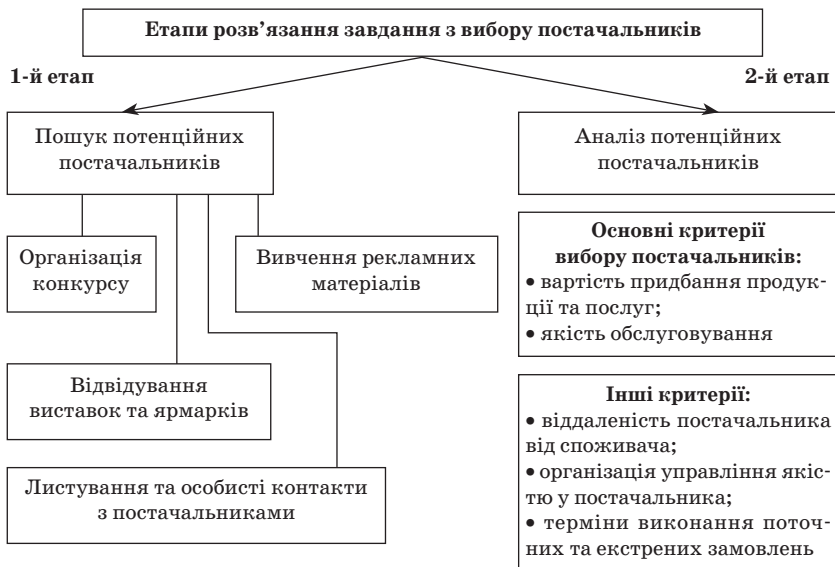 Етапи розв’язання завдання з вибору постачальників
1-й етап
2-й етап
Пошук потенційних
постачальників
Аналіз потенційних
постачальників
Організація
конкурсу
Вивчення рекламних
матеріалів
Відвідування
виставок та ярмарків
Листування та особисті контакти
з постачальниками
Основні критерії
вибору постачальників:
• вартість придбання продук-
ції та послуг;
• якість обслуговування
Інші критерії:
• віддаленість постачальника
від споживача;
• організація управління якіс-
тю у постачальника;
• терміни виконання поточ-
них та екстрених замовлень